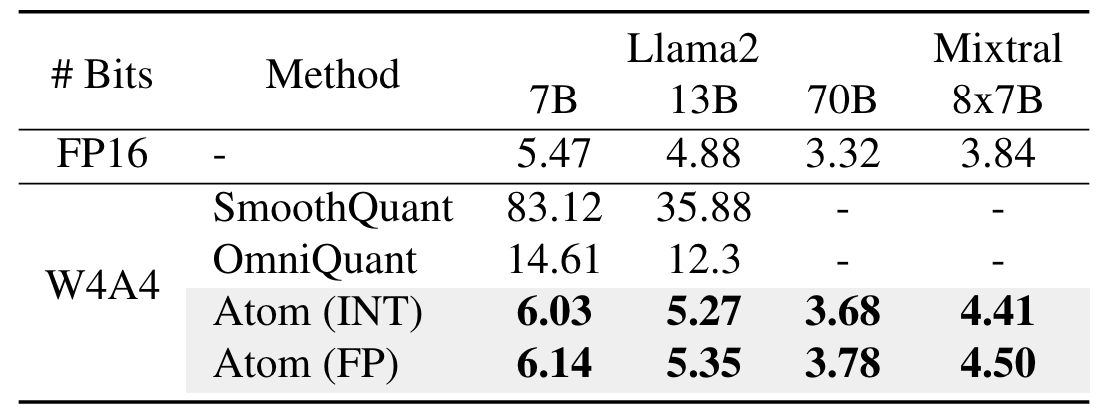 # Bits Method Llama2 Mixtral
7B 13B 70B 8x7B
FP16 - 5.47 4.88 3.32 3.84
W4A4
SmoothQuant 83.12 35.88 - -
OmniQuant 14.61 12.3 - -
Atom (INT) 6.03 5.27 3.68 4.41
Atom (FP) 6.14 5.35 3.78 4.50